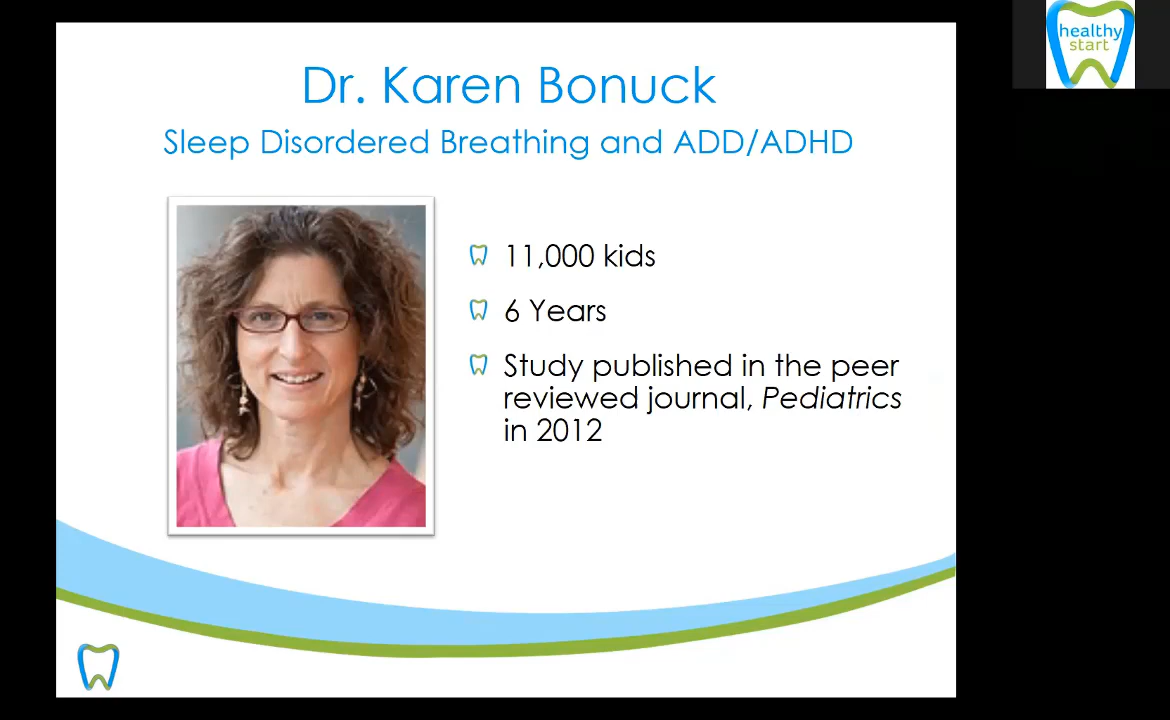 Dr. Karen Bonuck
Sleep Disordered Breathing and ADD/ADHD
11,000 kids
6 Years
Study published in the peer
reviewed journal, Pediatrics
in 2012
healthy
start